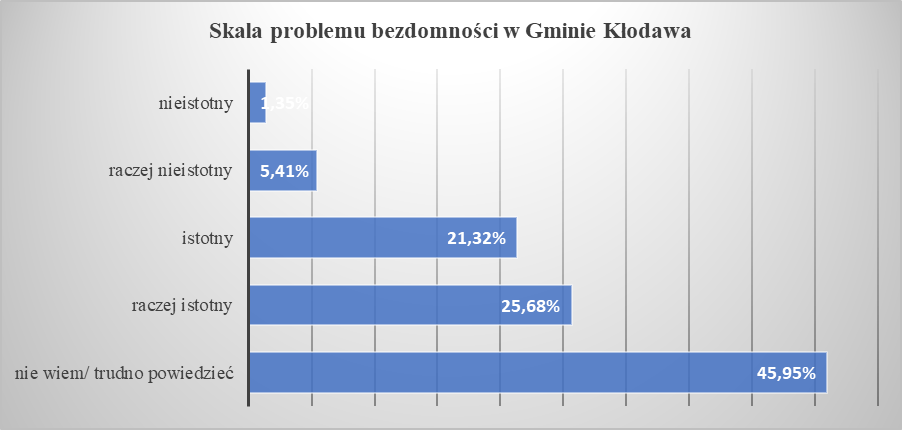 Skala problemu bezdomności w Gminie Kłodawa
nieistotny
1,35%
raczej nieistotny
5,41%
istotny
21,32%
raczej istotny
25,68%
nie wiem/ trudno powiedzieć
45,95%